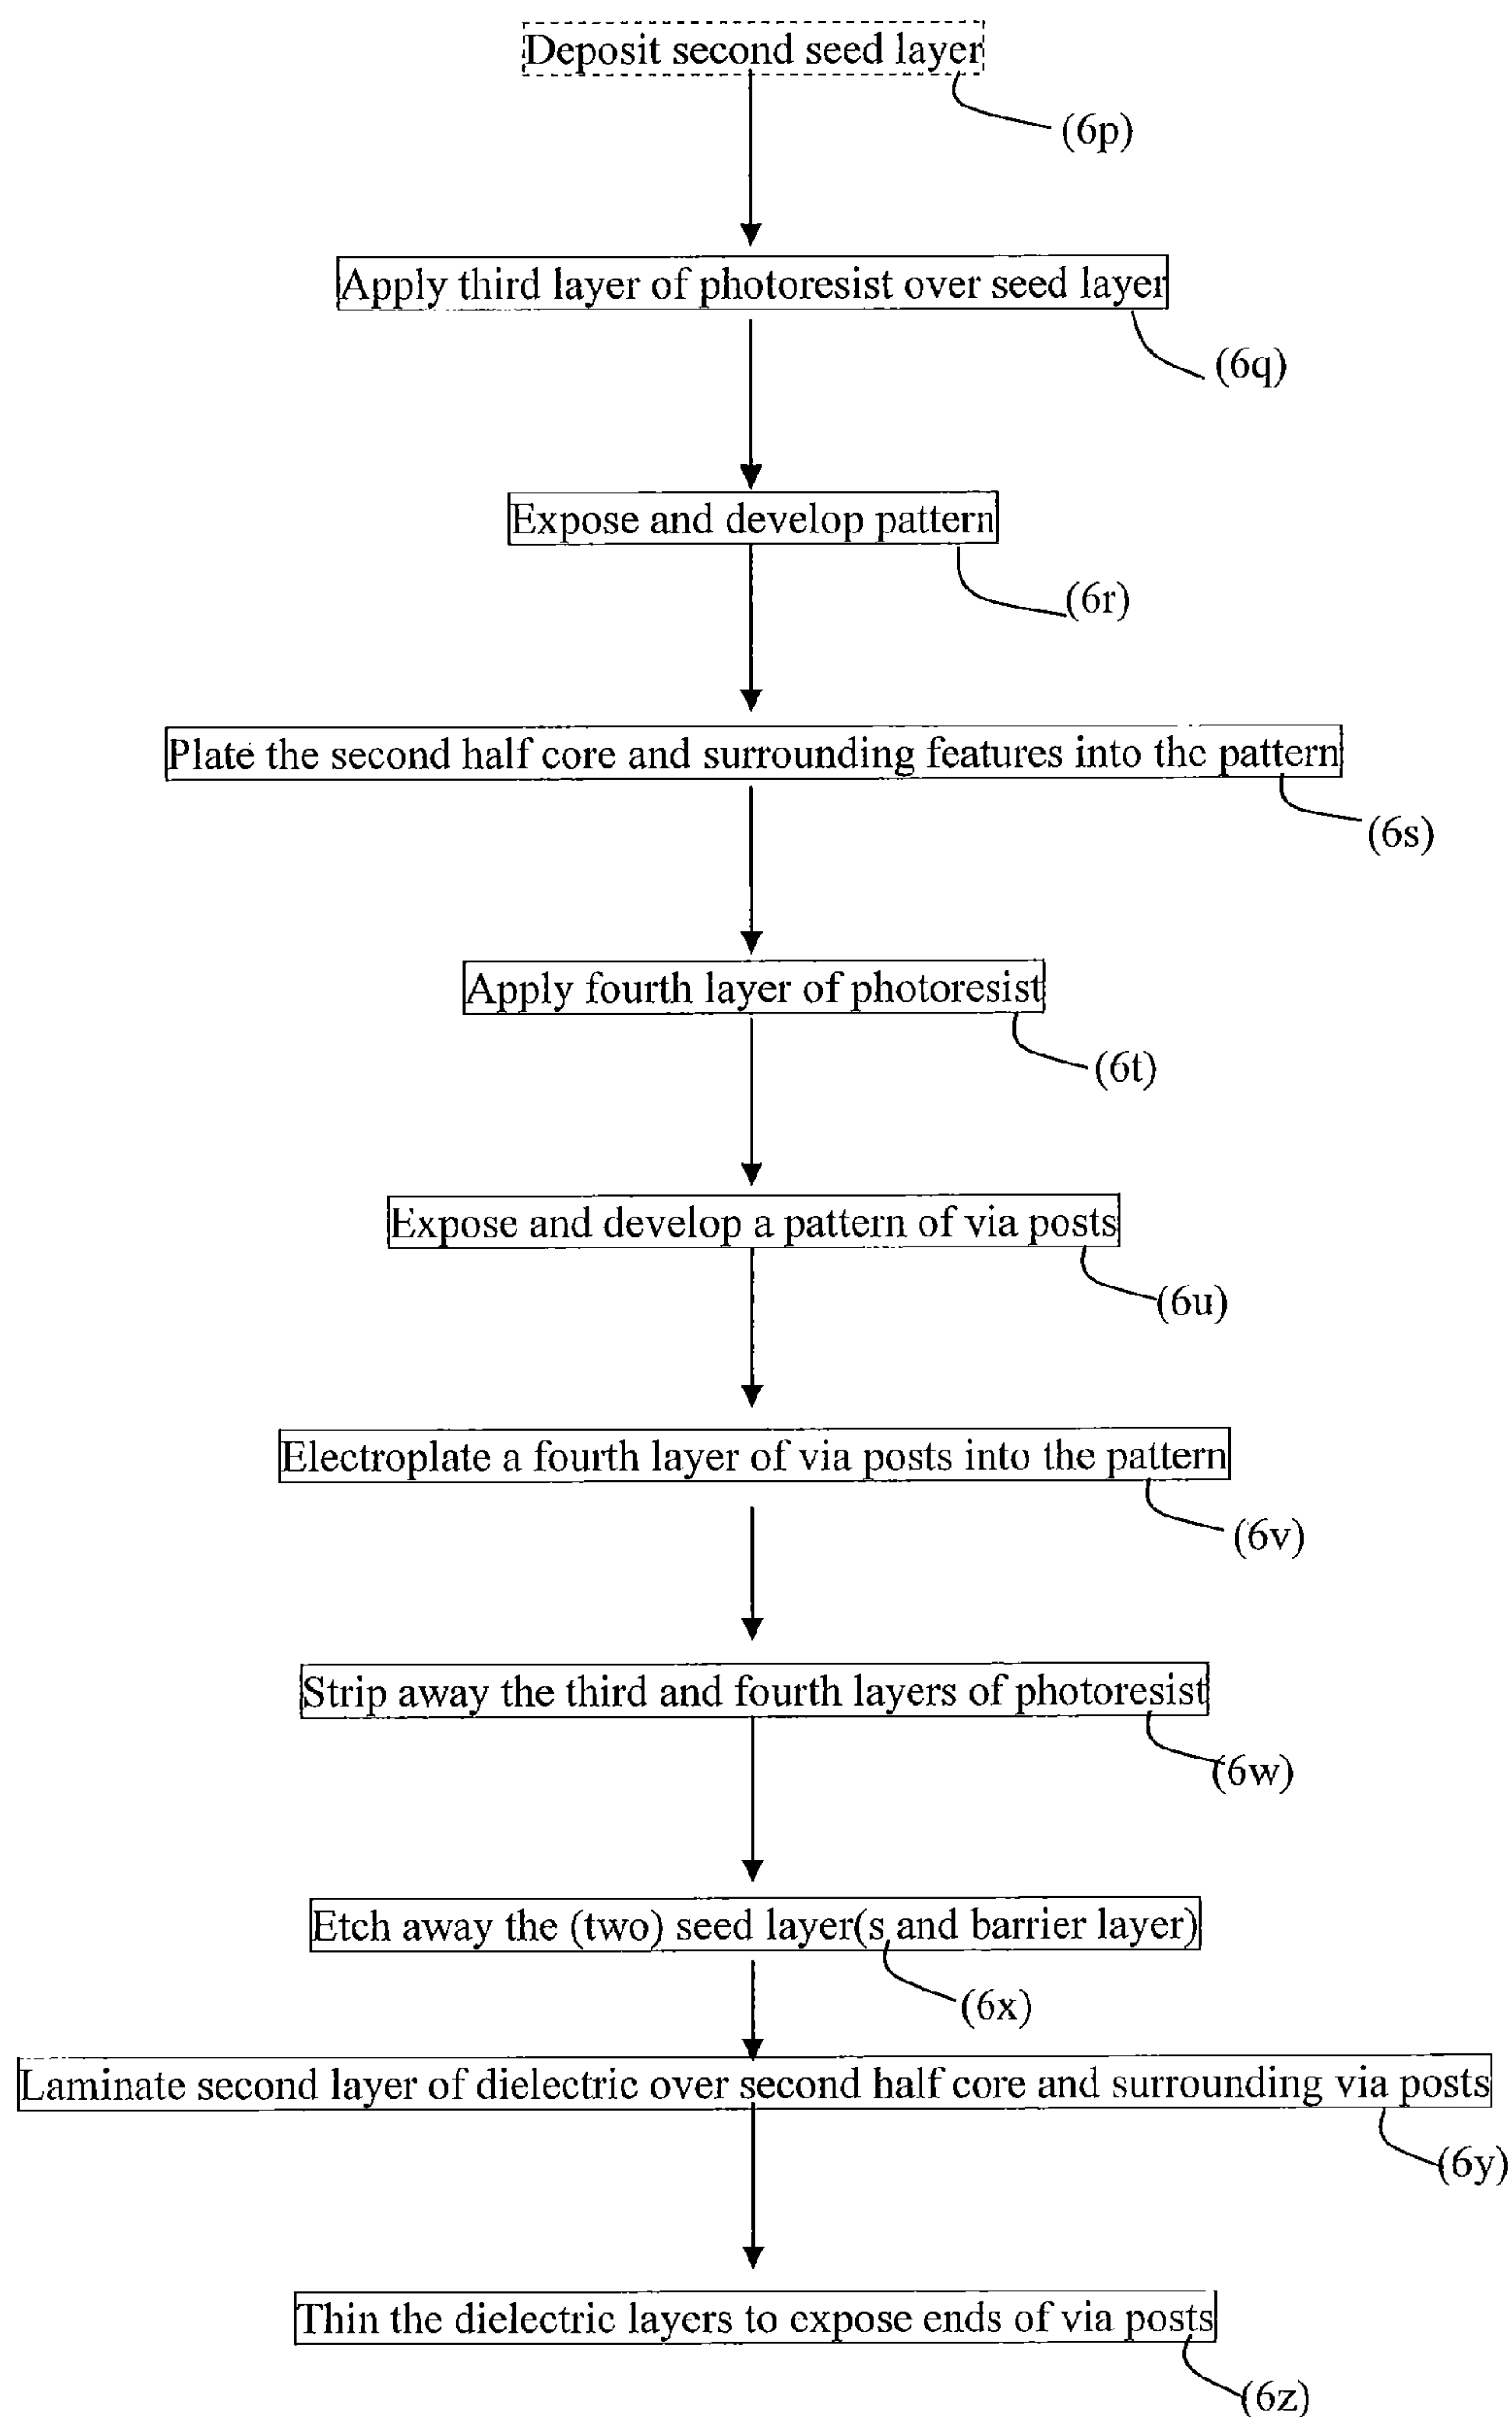 Deposit second seed layer
(6p)
Apply third layer of photoresist over seed layer
(6q)
Expose and develop pattern
(6r)
Plate the second half core and surrounding features into the pattern
(6s)
Apply fourth layer of photoresist
(6t)
Expose and develop a pattern of via posts
(6u)
Electroplate a fourth layer of via posts into the pattern
(6v)
Strip away the third and fourth layers of photoresist
(6w)
Etch away the (two) seed layer(s and barrier layer)
(6x)
Laminate second layer of dielectric over second half core and surrounding via posts
(6y)
Thin the dielectric layers to expose ends of via posts
(6z)